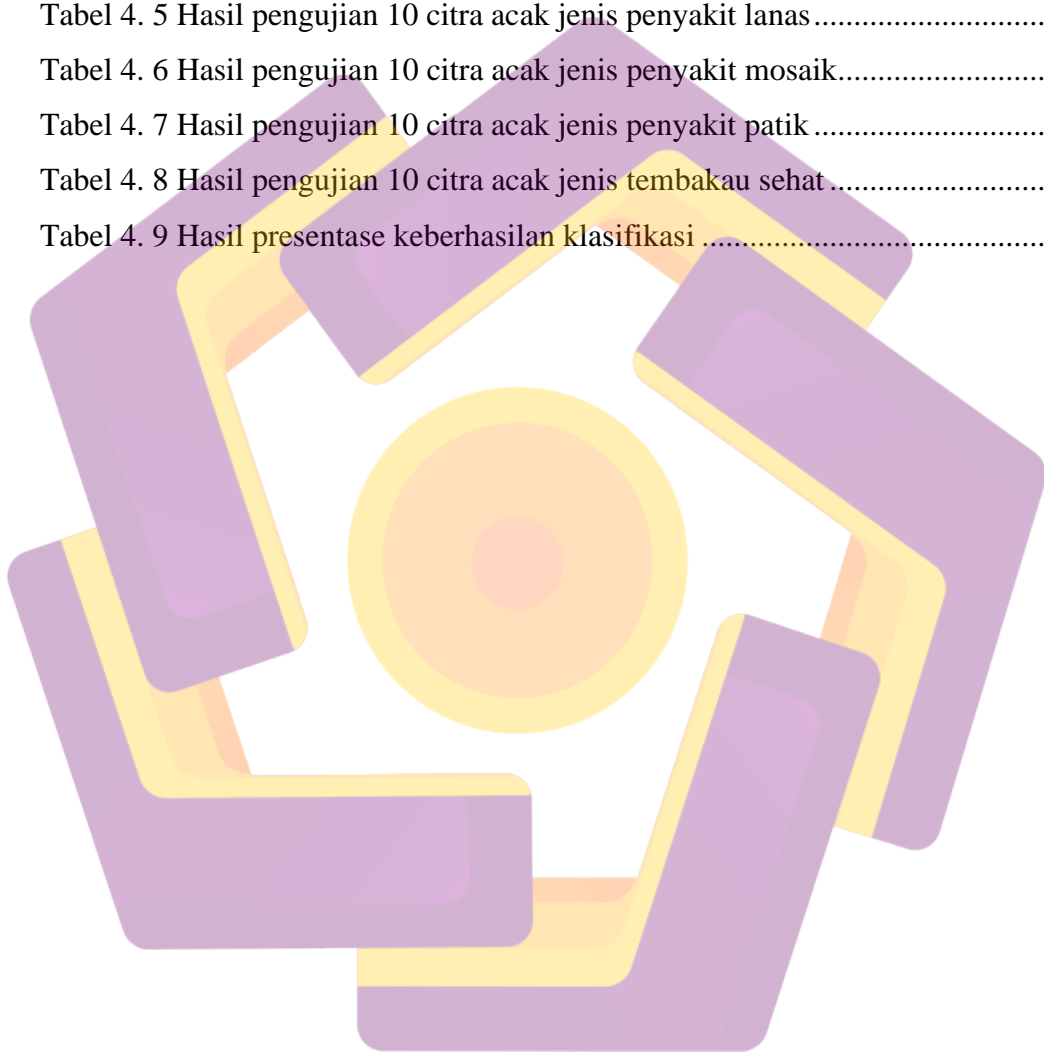 Tabel 4. 5 Hasil pengujian 10 citra acak jenis penyakit lanas.............................
Tabel 4. 6 Hasil pengujian 10 citra acak jenis penyakit mosaik..........................
Tabel 4. 7 Hasil pengujian 10 citra acak jenis penyakit patik.............................
Tabel 4. 8 Hasil pengujian 10 citra acak jenis tembakau sehat...........................
Tabel 4. 9 Hasil presentase keberhasilan klasifikasi ...........................................